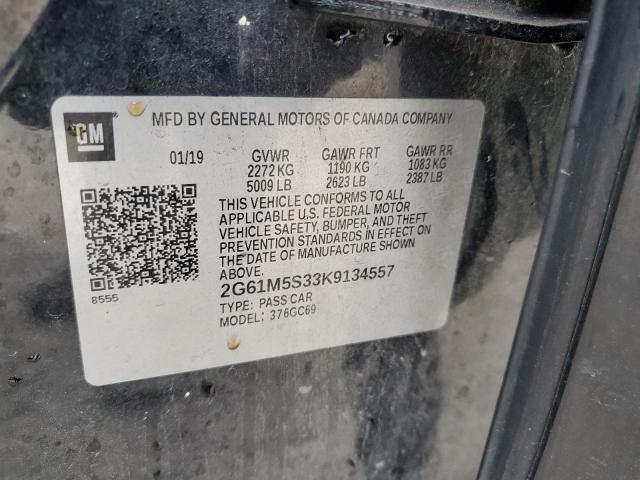 GM
MFD BY GENERAL MOTORS OF CANADA COMPANY
01/19 GVWR GAWR FRT GAWR RR
2272 KG 1190 KG 1083 KG
5009 LB 2623 LB 2387 LB
THIS VEHICLE CONFORMS TO ALL
APPLICABLE U.S. FEDERAL MOTOR
VEHICLE SAFETY, BUMPER, AND THEFT
PREVENTION STANDARDS IN EFFECT ON
THE DATE OF MANUFACTURE SHOWN
ABOVE.
8555
2G61M5S33K9134557
TYPE: PASS CAR
MODEL: 376GC69